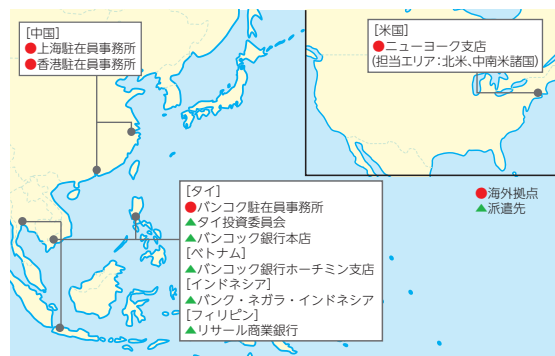 [中国]
●上海駐在員事務所
●香港駐在員事務所
[米国]
●ニューヨーク支店
(担当エリア:北米、中南米諸国)
[タイ]
●バンコク駐在員事務所
▲タイ投資委員会
▲バンコック銀行本店
[ベトナム]
▲バンコック銀行ホーチミン支店
[インドネシア]
▲バンク・ネガラ・インドネシア
[フィリピン]
▲リサール商業銀行
●海外拠点
▲派遣先